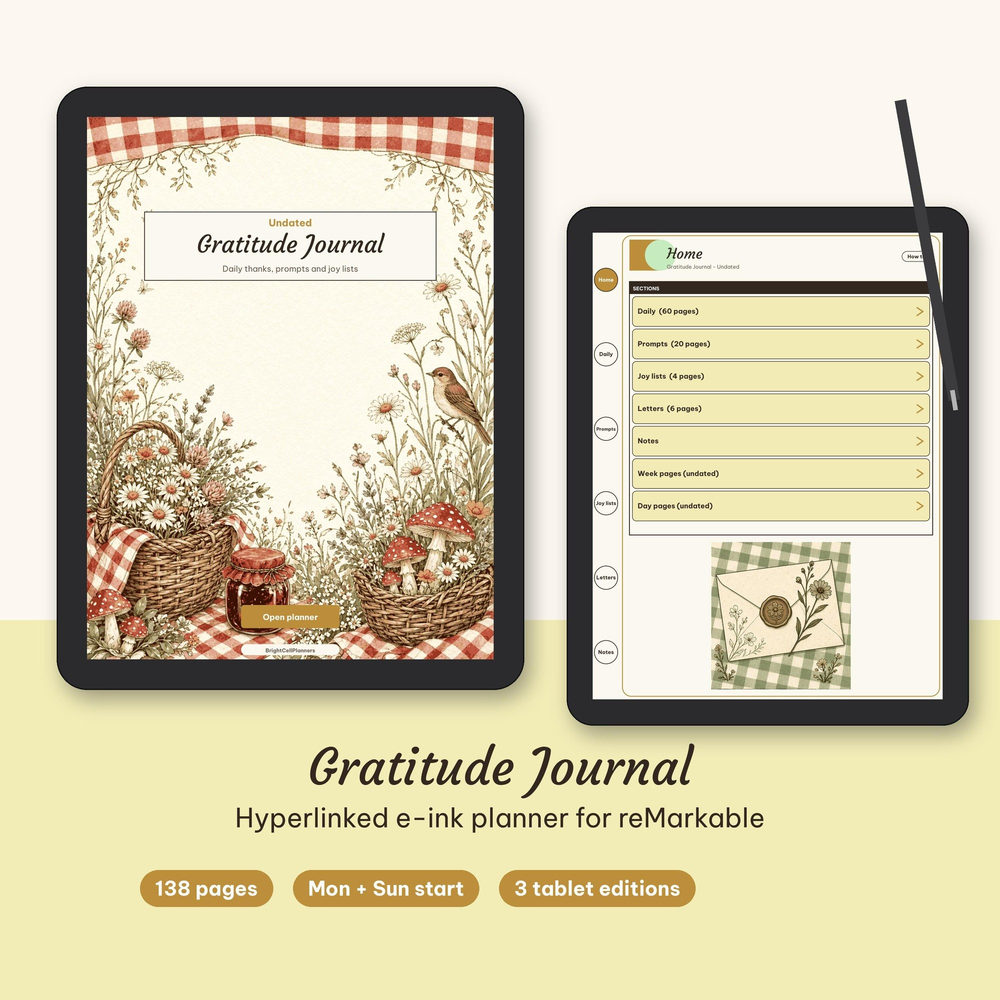 Undated
Gratitude Journal
Daily thanks, prompts and joy lists
Open planner
BrightCellPlanners
Home
Gratitude Journal - Undated
How t
Home
Daily
Prompts
Joy lists
Letters
Notes
SECTIONS
Daily (60 pages)
Prompts (20 pages)
Joy lists (4 pages)
Letters (6 pages)
Notes
Week pages (undated)
Day pages (undated)
Gratitude Journal
Hyperlinked e-ink planner for reMarkable
138 pages
Mon + Sun start
3 tablet editions